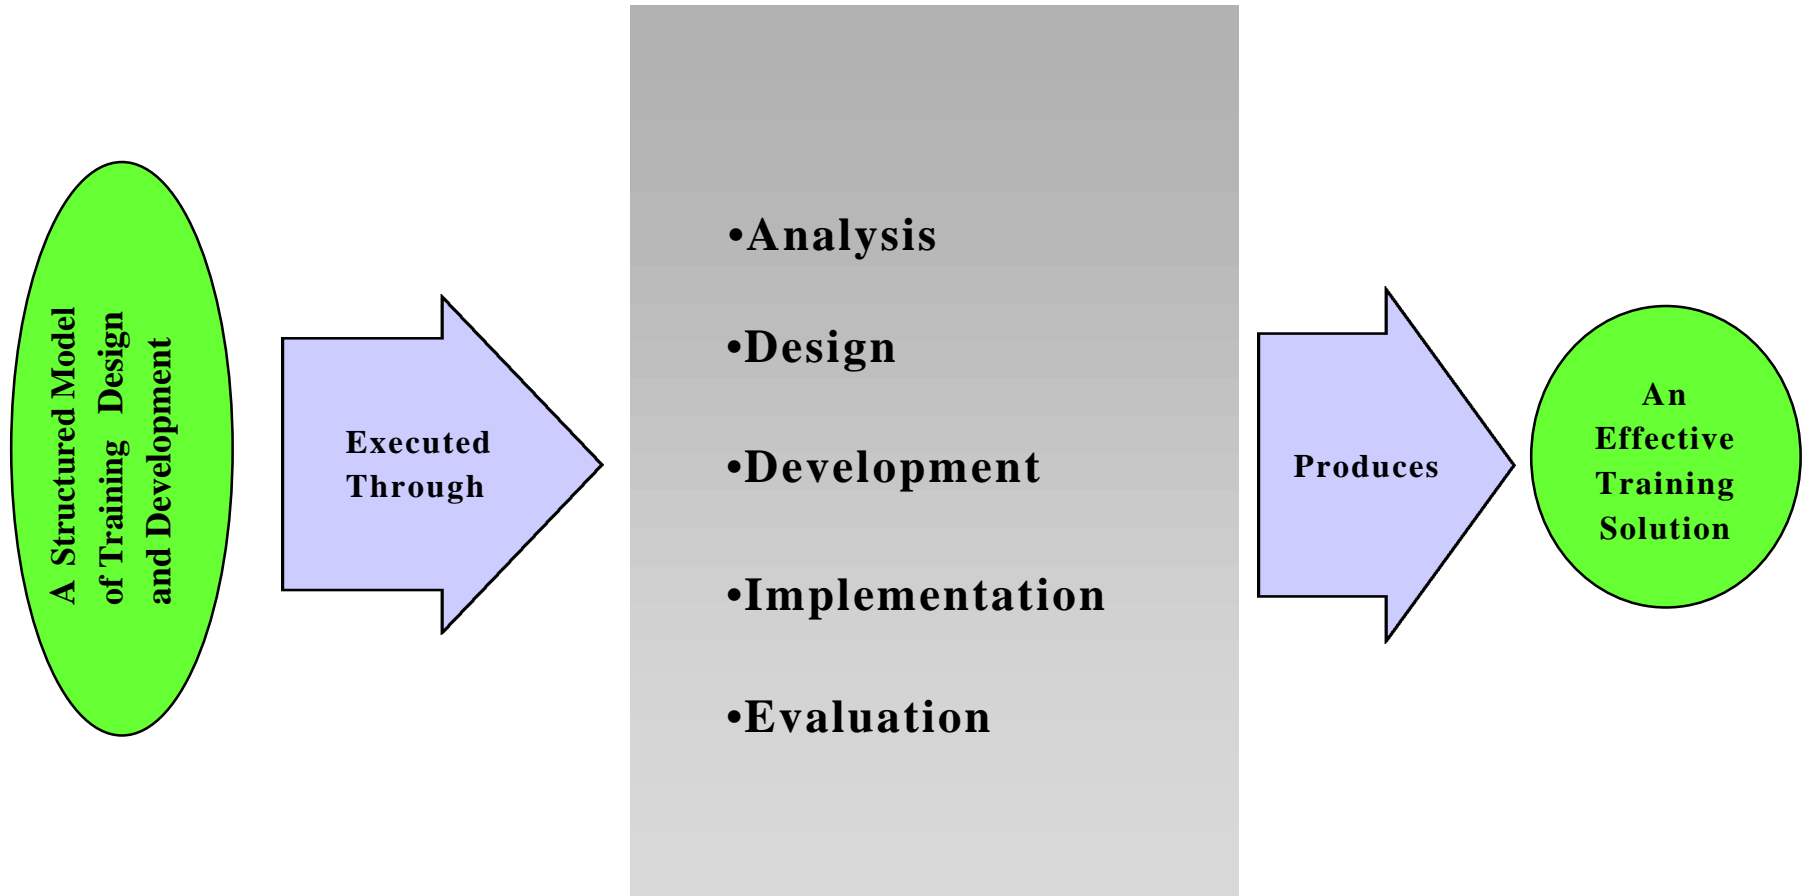 A Structured Model
of Training Design
and Development
Executed
Through
•Analysis
•Design
•Development
•Implementation
•Evaluation
Produces
An
Effective
Training
Solution